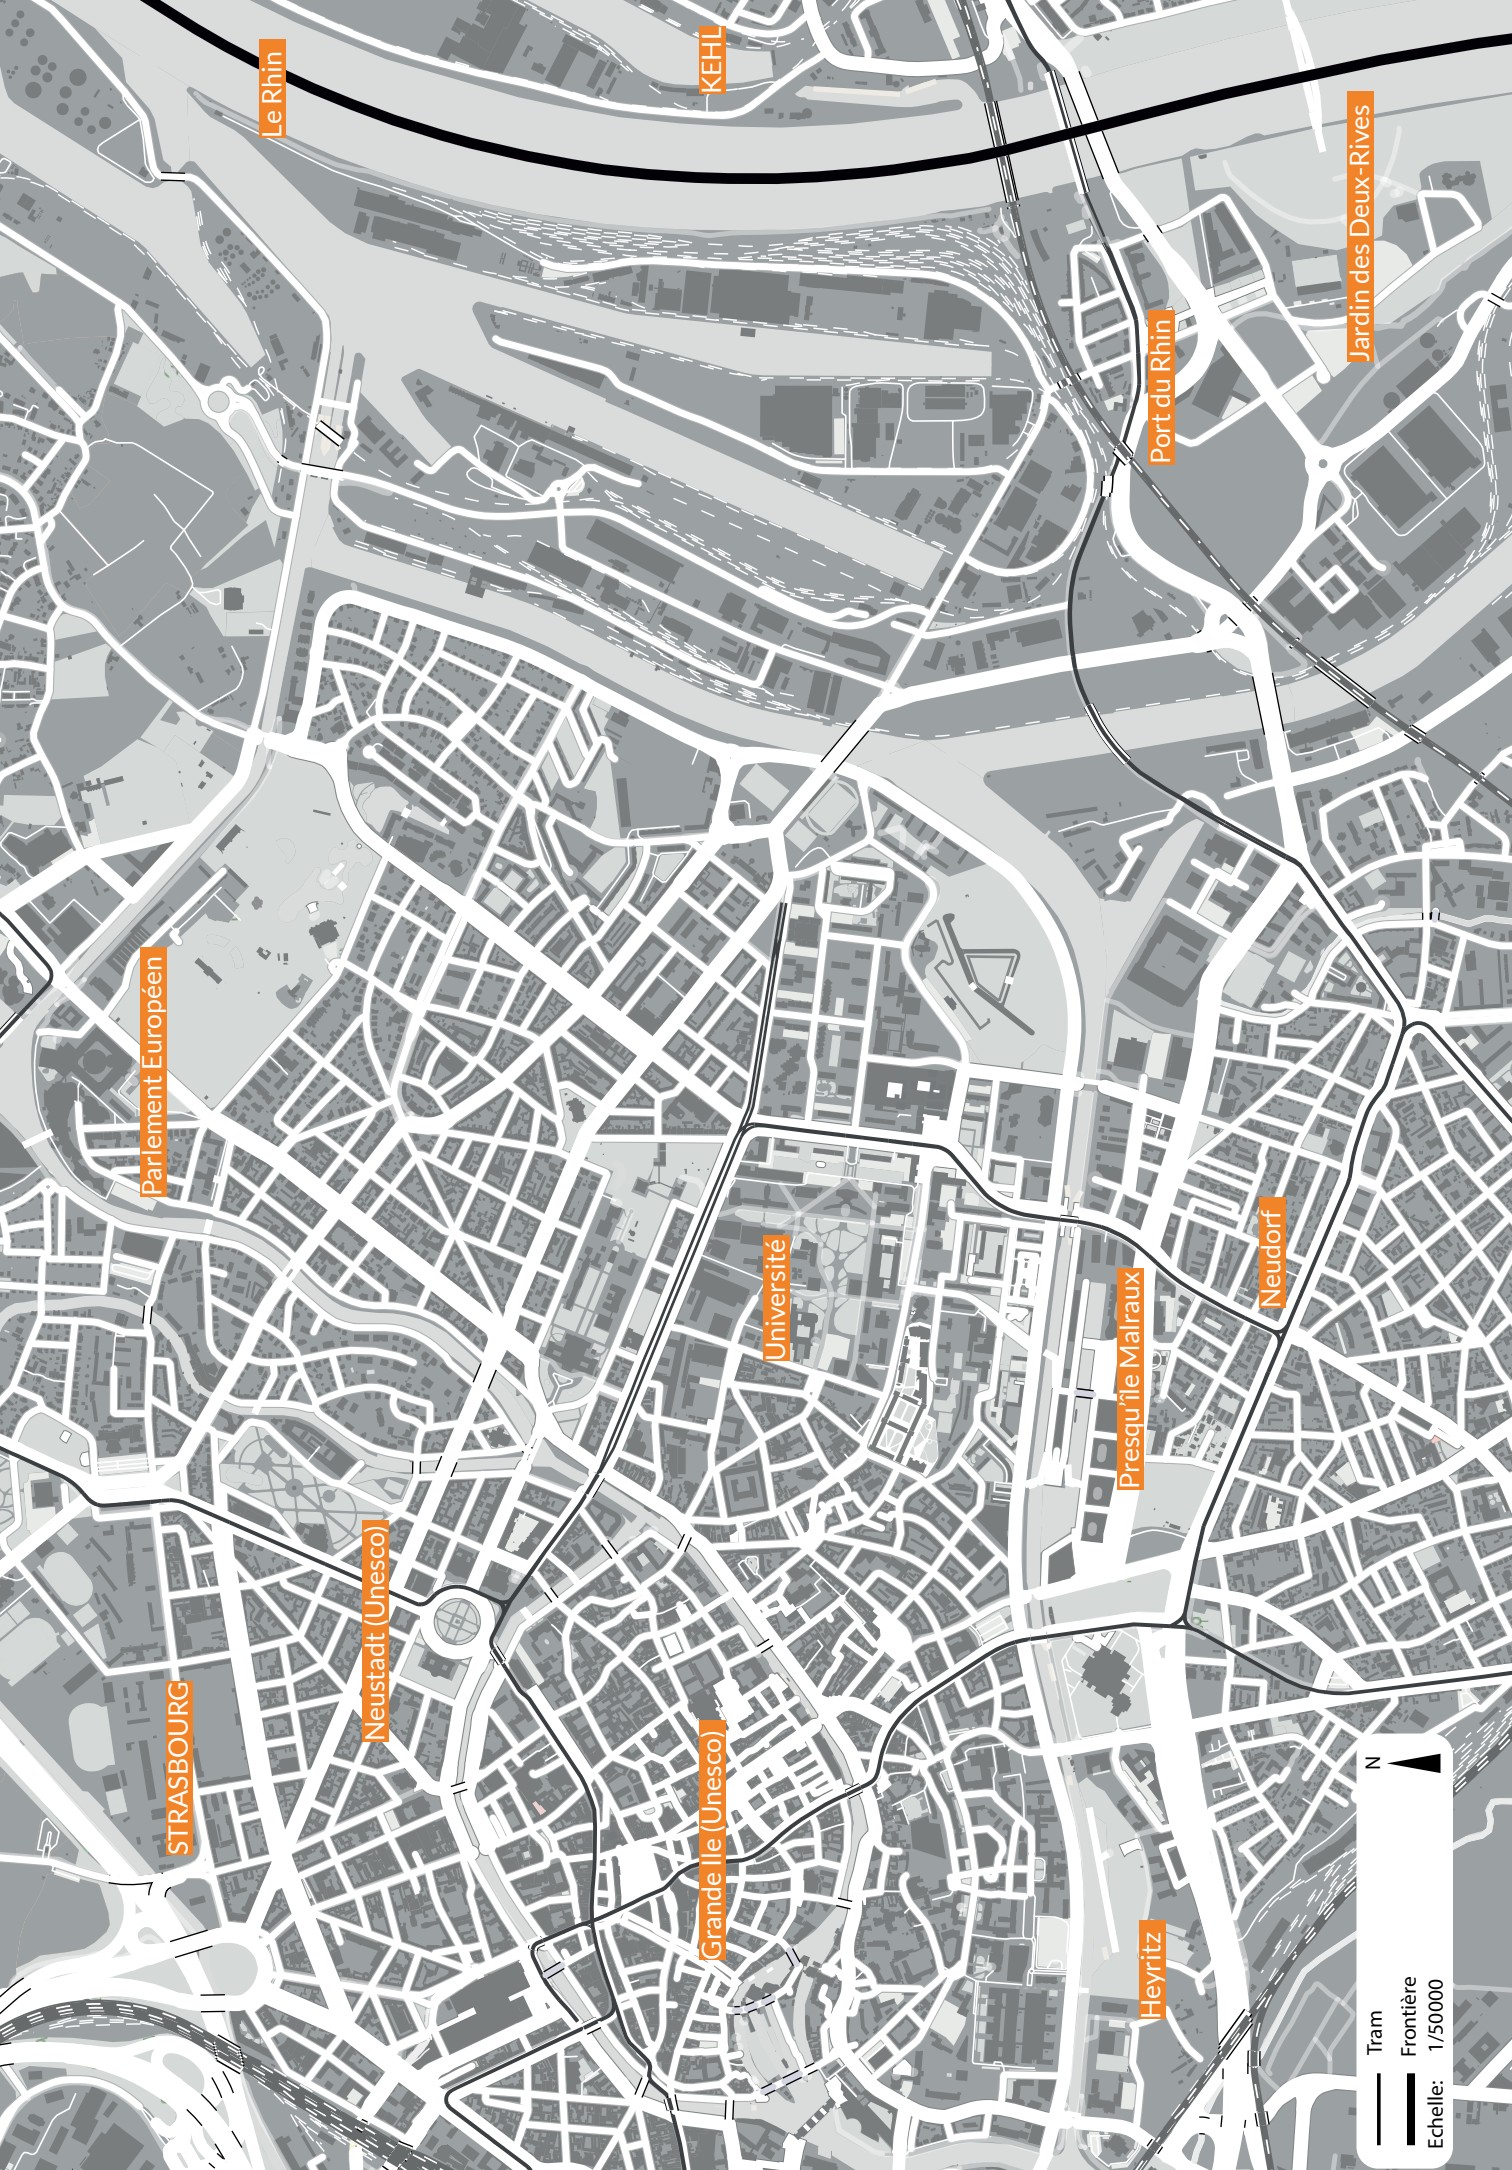 STRASBOURG
Neustadt (Unesco)
Parlement Européen
Le Rhin
Grande Ile (Unesco)
Université
KEHL
Heyritz
Presqu'île Malraux
Neudorf
Port du Rhin
Jardin des Deux-Rives
Tram
Frontière
Echelle: 1/50000
N